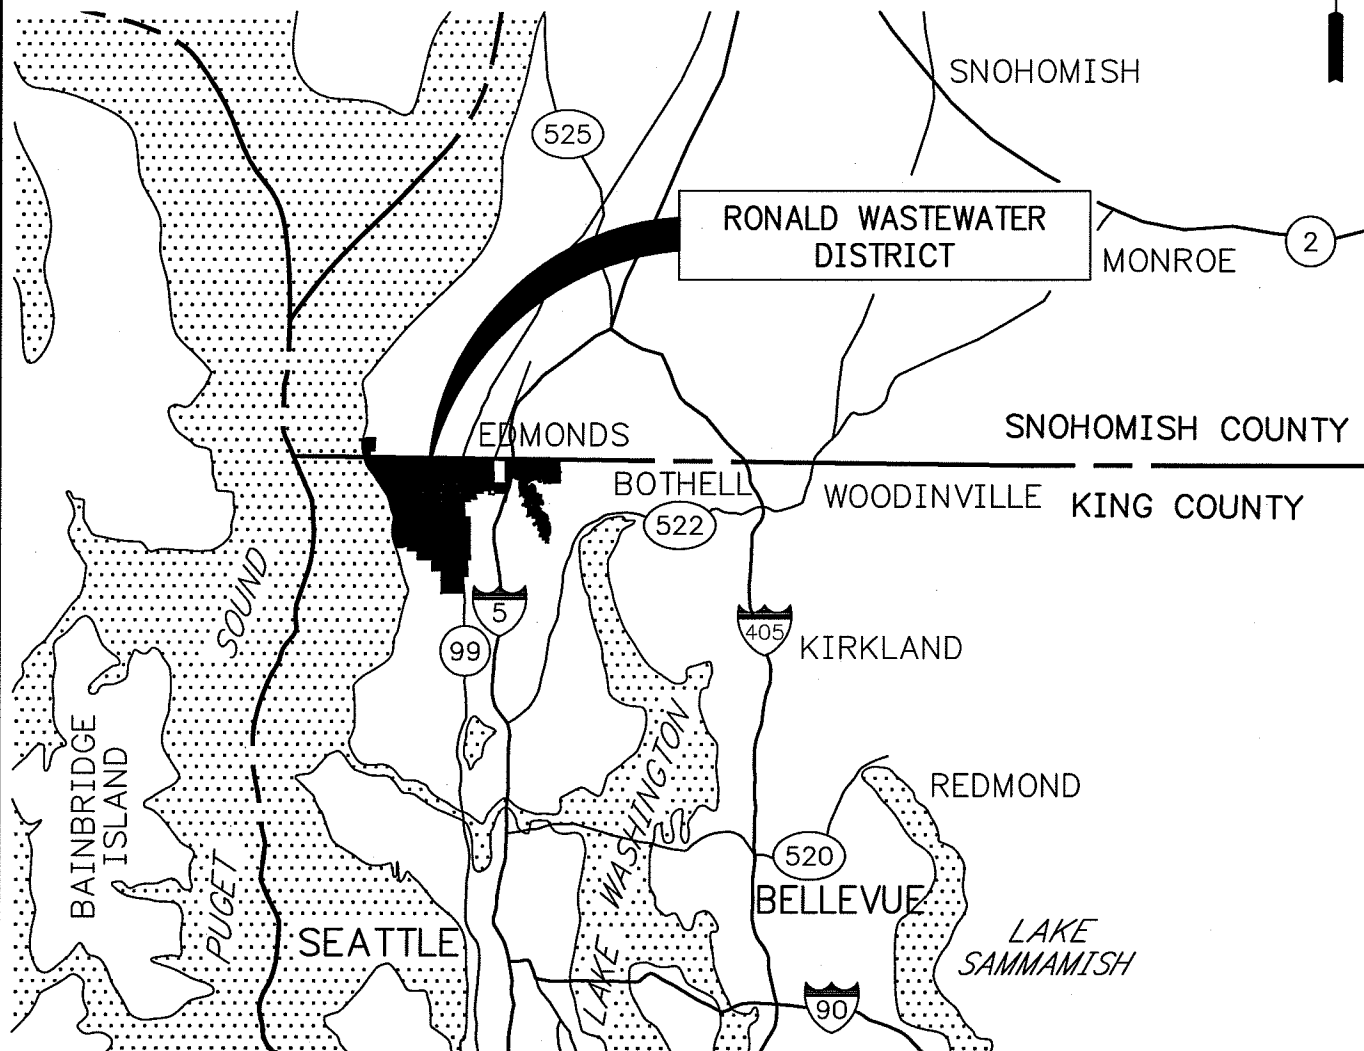 SNOHOMISH
525
RONALD WASTEWATER
DISTRICT
2
MONROE
SNOHOMISH COUNTY
EDMONDS
BOTHELL
WOODINVILLE
KING COUNTY
522
SOUND
5
405
99
KIRKLAND
BAINBRIDGE
ISLAND
WASHINGTON
REDMOND
520
PUGET
BELLEVUE
SEATTLE
LAKE
LAKE
SAMMAMISH
90